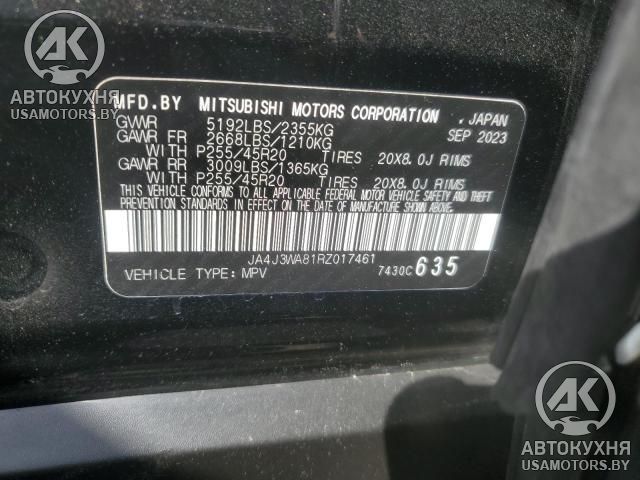 AK
АВТОКУХНЯ
USAMOTORS.BY
MFD.BY MITSUBISHI MOTORS CORPORATION . JAPAN
GVWR 5192LBS/2355KG SEP 2023
GAWR FR 2668LBS/1210KG
WITH P255/45R20 TIRES 20X8.0J RIMS
GAWR RR 3009LBS/1365KG
WITH P255/45R20 TIRES 20X8.0J RIMS
THIS VEHICLE CONFORMS TO ALL APPLICABLE FEDERAL MOTOR VEHICLE SAFETY AND THEFT
PREVENTION STANDARDS IN EFFECT ON THE DATE OF MANUFACTURE SHOWN ABOVE.
JA4J3WA81RZ017461
VEHICLE TYPE: MPV 7430C635
AK
АВТОКУХНЯ
USAMOTORS.BY